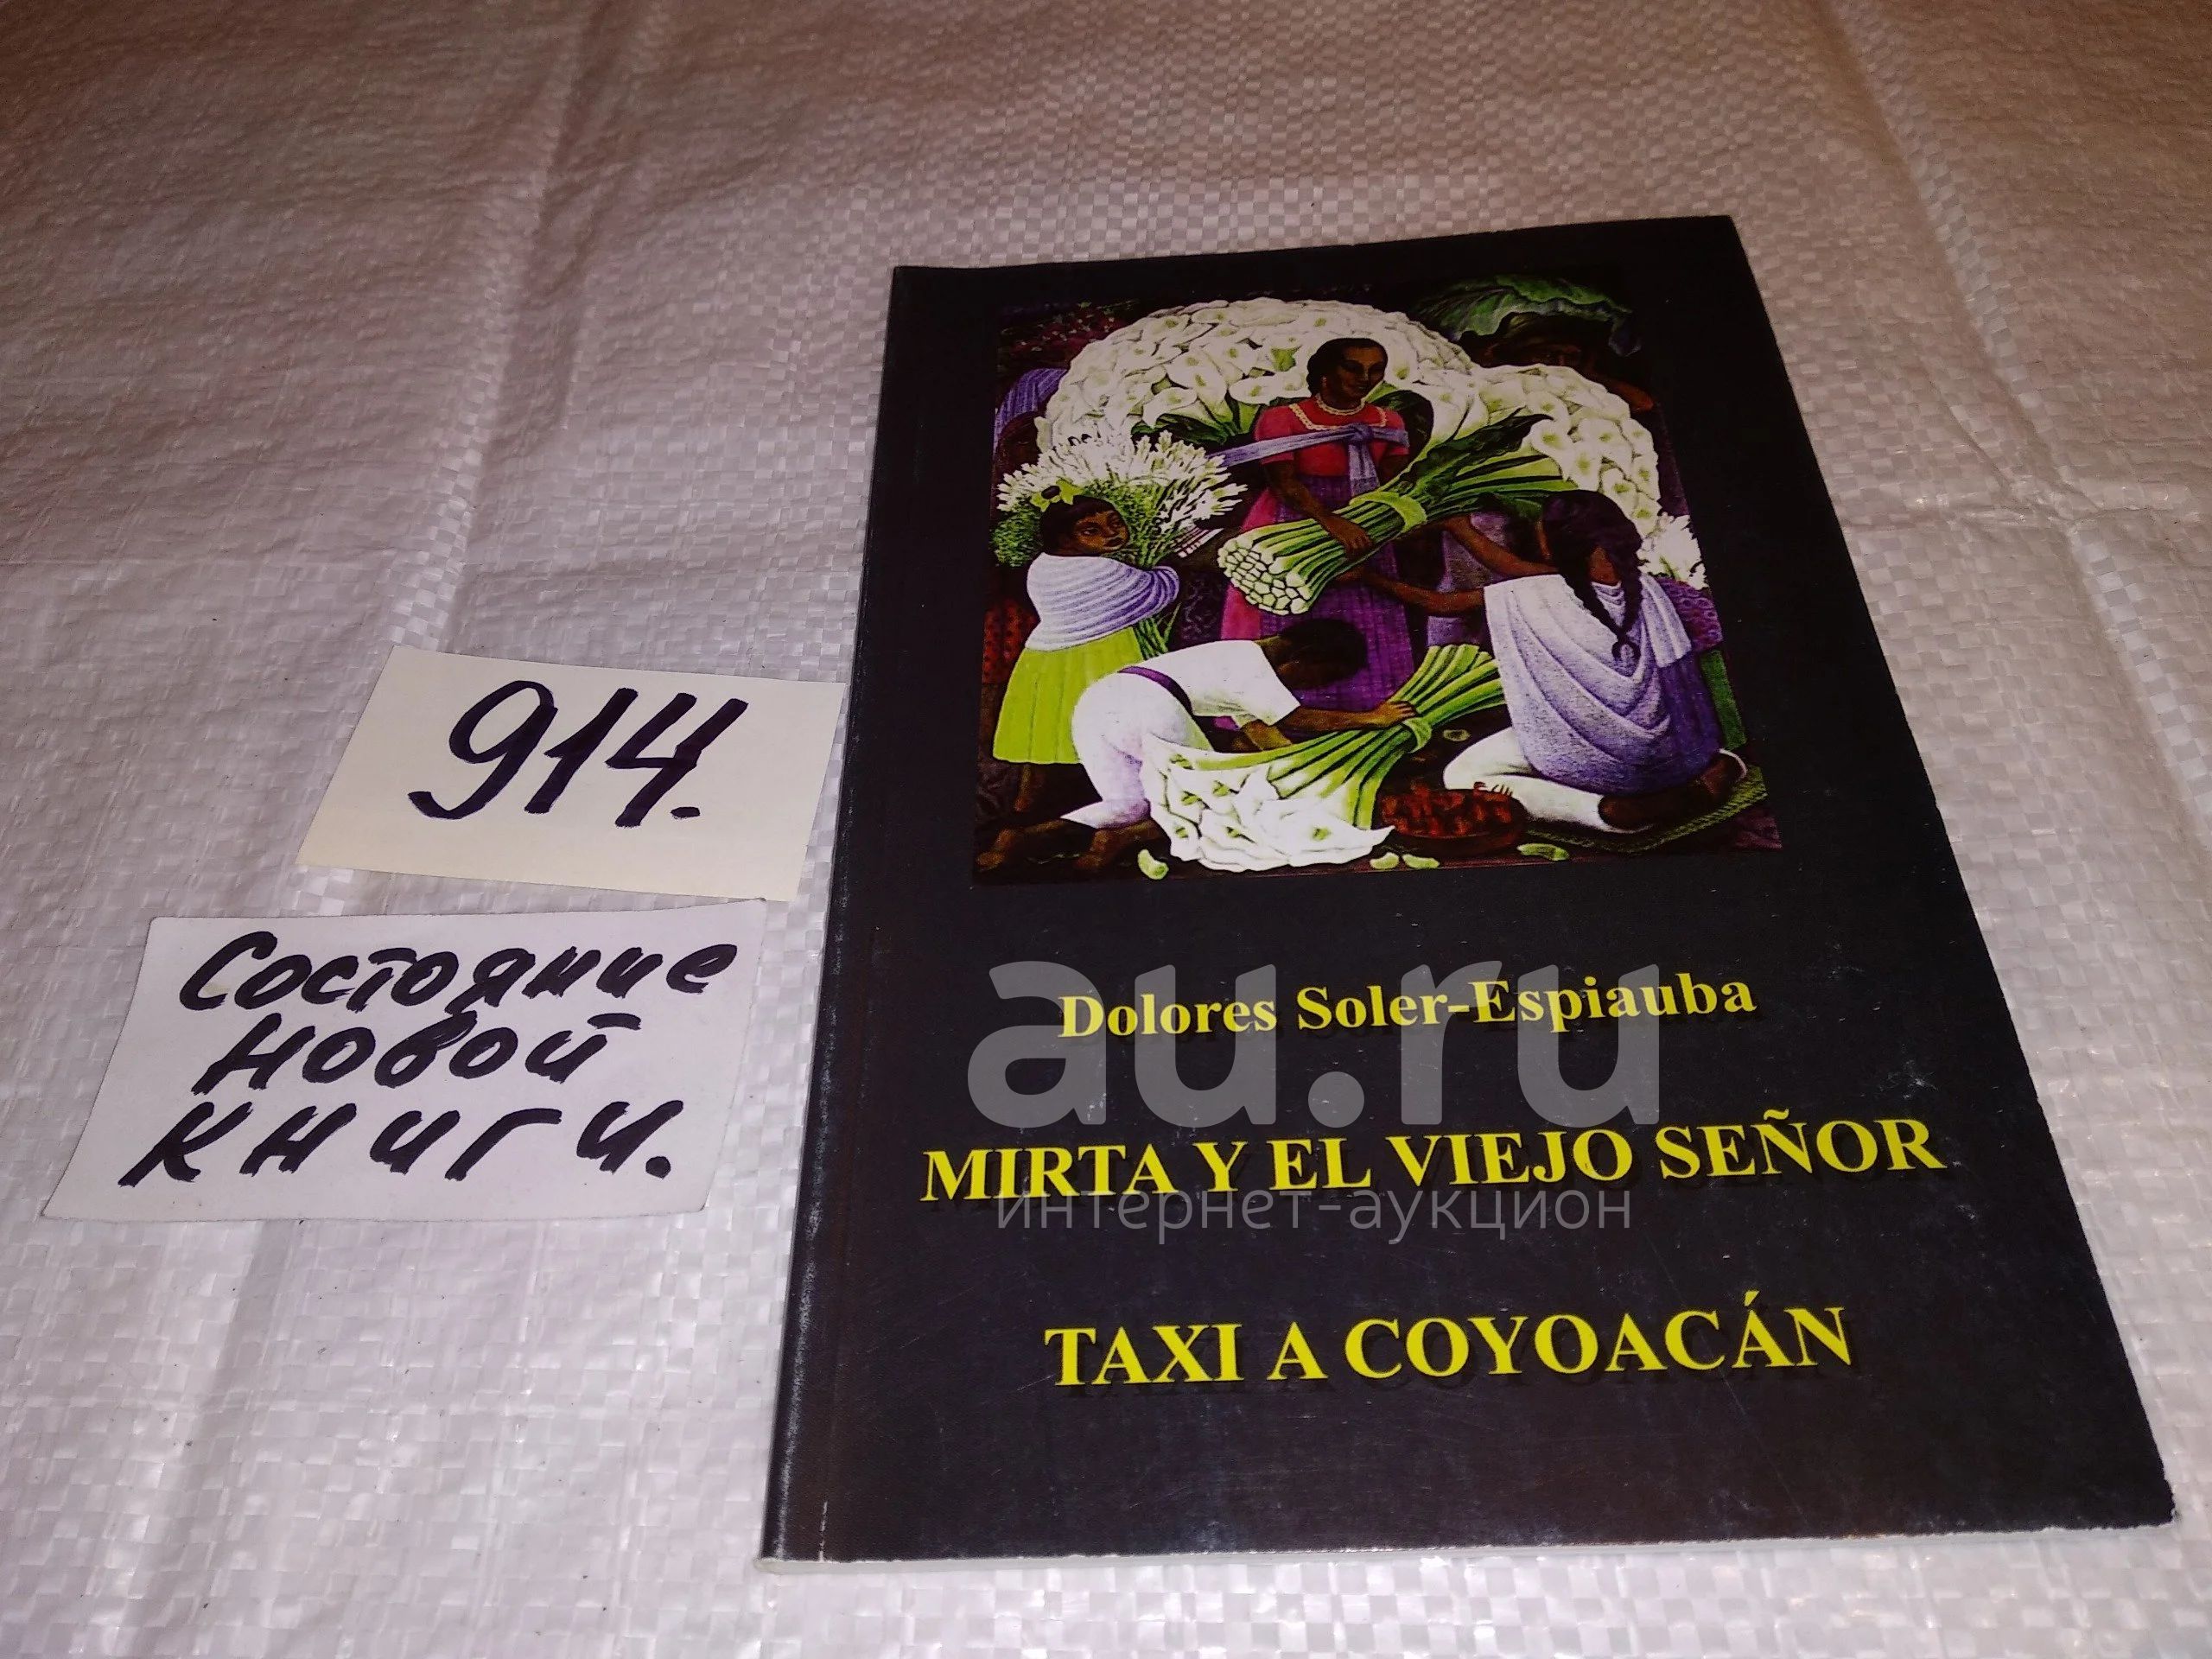 914.
Состояние
новой
книги.
Dolores Soler-Espiauba
au.ru
MIRTA Y EL VIEJO SEÑOR
интернет-аукцион
TAXI A COYOACÁN